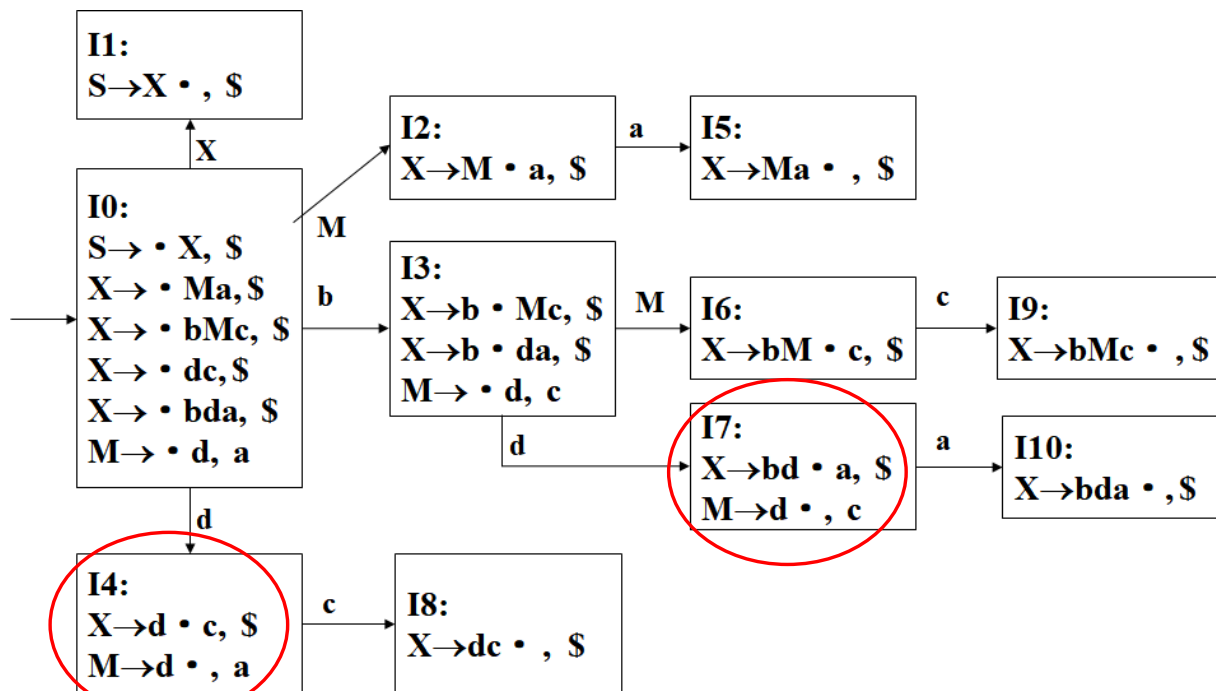 I1:
S→X・, $
X
I0:
S→・X, $
X→・Ma,$
X→・bMc, $
X→・dc,$
X→・bda, $
M→・d, a
M
I2:
X→M・a, $
a
I5:
X→Ma・, $
b
I3:
X→b・Mc, $
X→b・da, $
M→・d, c
M
I6:
X→bM・c, $
c
I9:
X→bMc・,$
d
I7:
X→bd・a, $
M→d・, c
a
I10:
X→bda・,$
d
I4:
X→d・c, $
M→d・, a
c
I8:
X→dc・, $